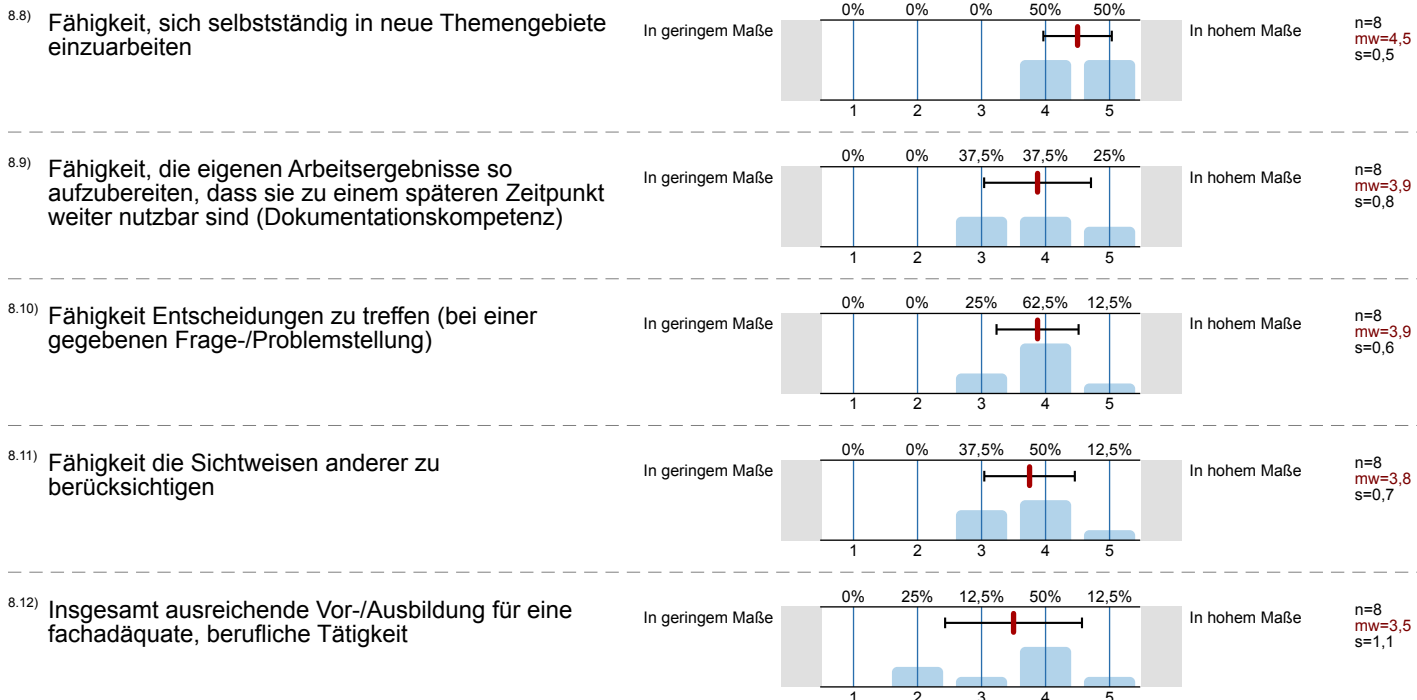 8.8) Fähigkeit, sich selbstständig in neue Themengebiete
einzuarbeiten
In geringem Maße
0% 0% 0% 50% 50%
1 2 3 4 5
In hohem Maße
n=8
mw=4,5
s=0,5
8.9) Fähigkeit, die eigenen Arbeitsergebnisse so
aufzubereiten, dass sie zu einem späteren Zeitpunkt
weiter nutzbar sind (Dokumentationskompetenz)
In geringem Maße
0% 0% 37,5% 37,5% 25%
1 2 3 4 5
In hohem Maße
n=8
mw=3,9
s=0,8
8.10) Fähigkeit Entscheidungen zu treffen (bei einer
gegebenen Frage-/Problemstellung)
In geringem Maße
0% 0% 25% 62,5% 12,5%
1 2 3 4 5
In hohem Maße
n=8
mw=3,9
s=0,6
8.11) Fähigkeit die Sichtweisen anderer zu
berücksichtigen
In geringem Maße
0% 0% 37,5% 50% 12,5%
1 2 3 4 5
In hohem Maße
n=8
mw=3,8
s=0,7
8.12) Insgesamt ausreichende Vor-/Ausbildung für eine
fachadäquate, berufliche Tätigkeit
In geringem Maße
0% 25% 12,5% 50% 12,5%
1 2 3 4 5
In hohem Maße
n=8
mw=3,5
s=1,1